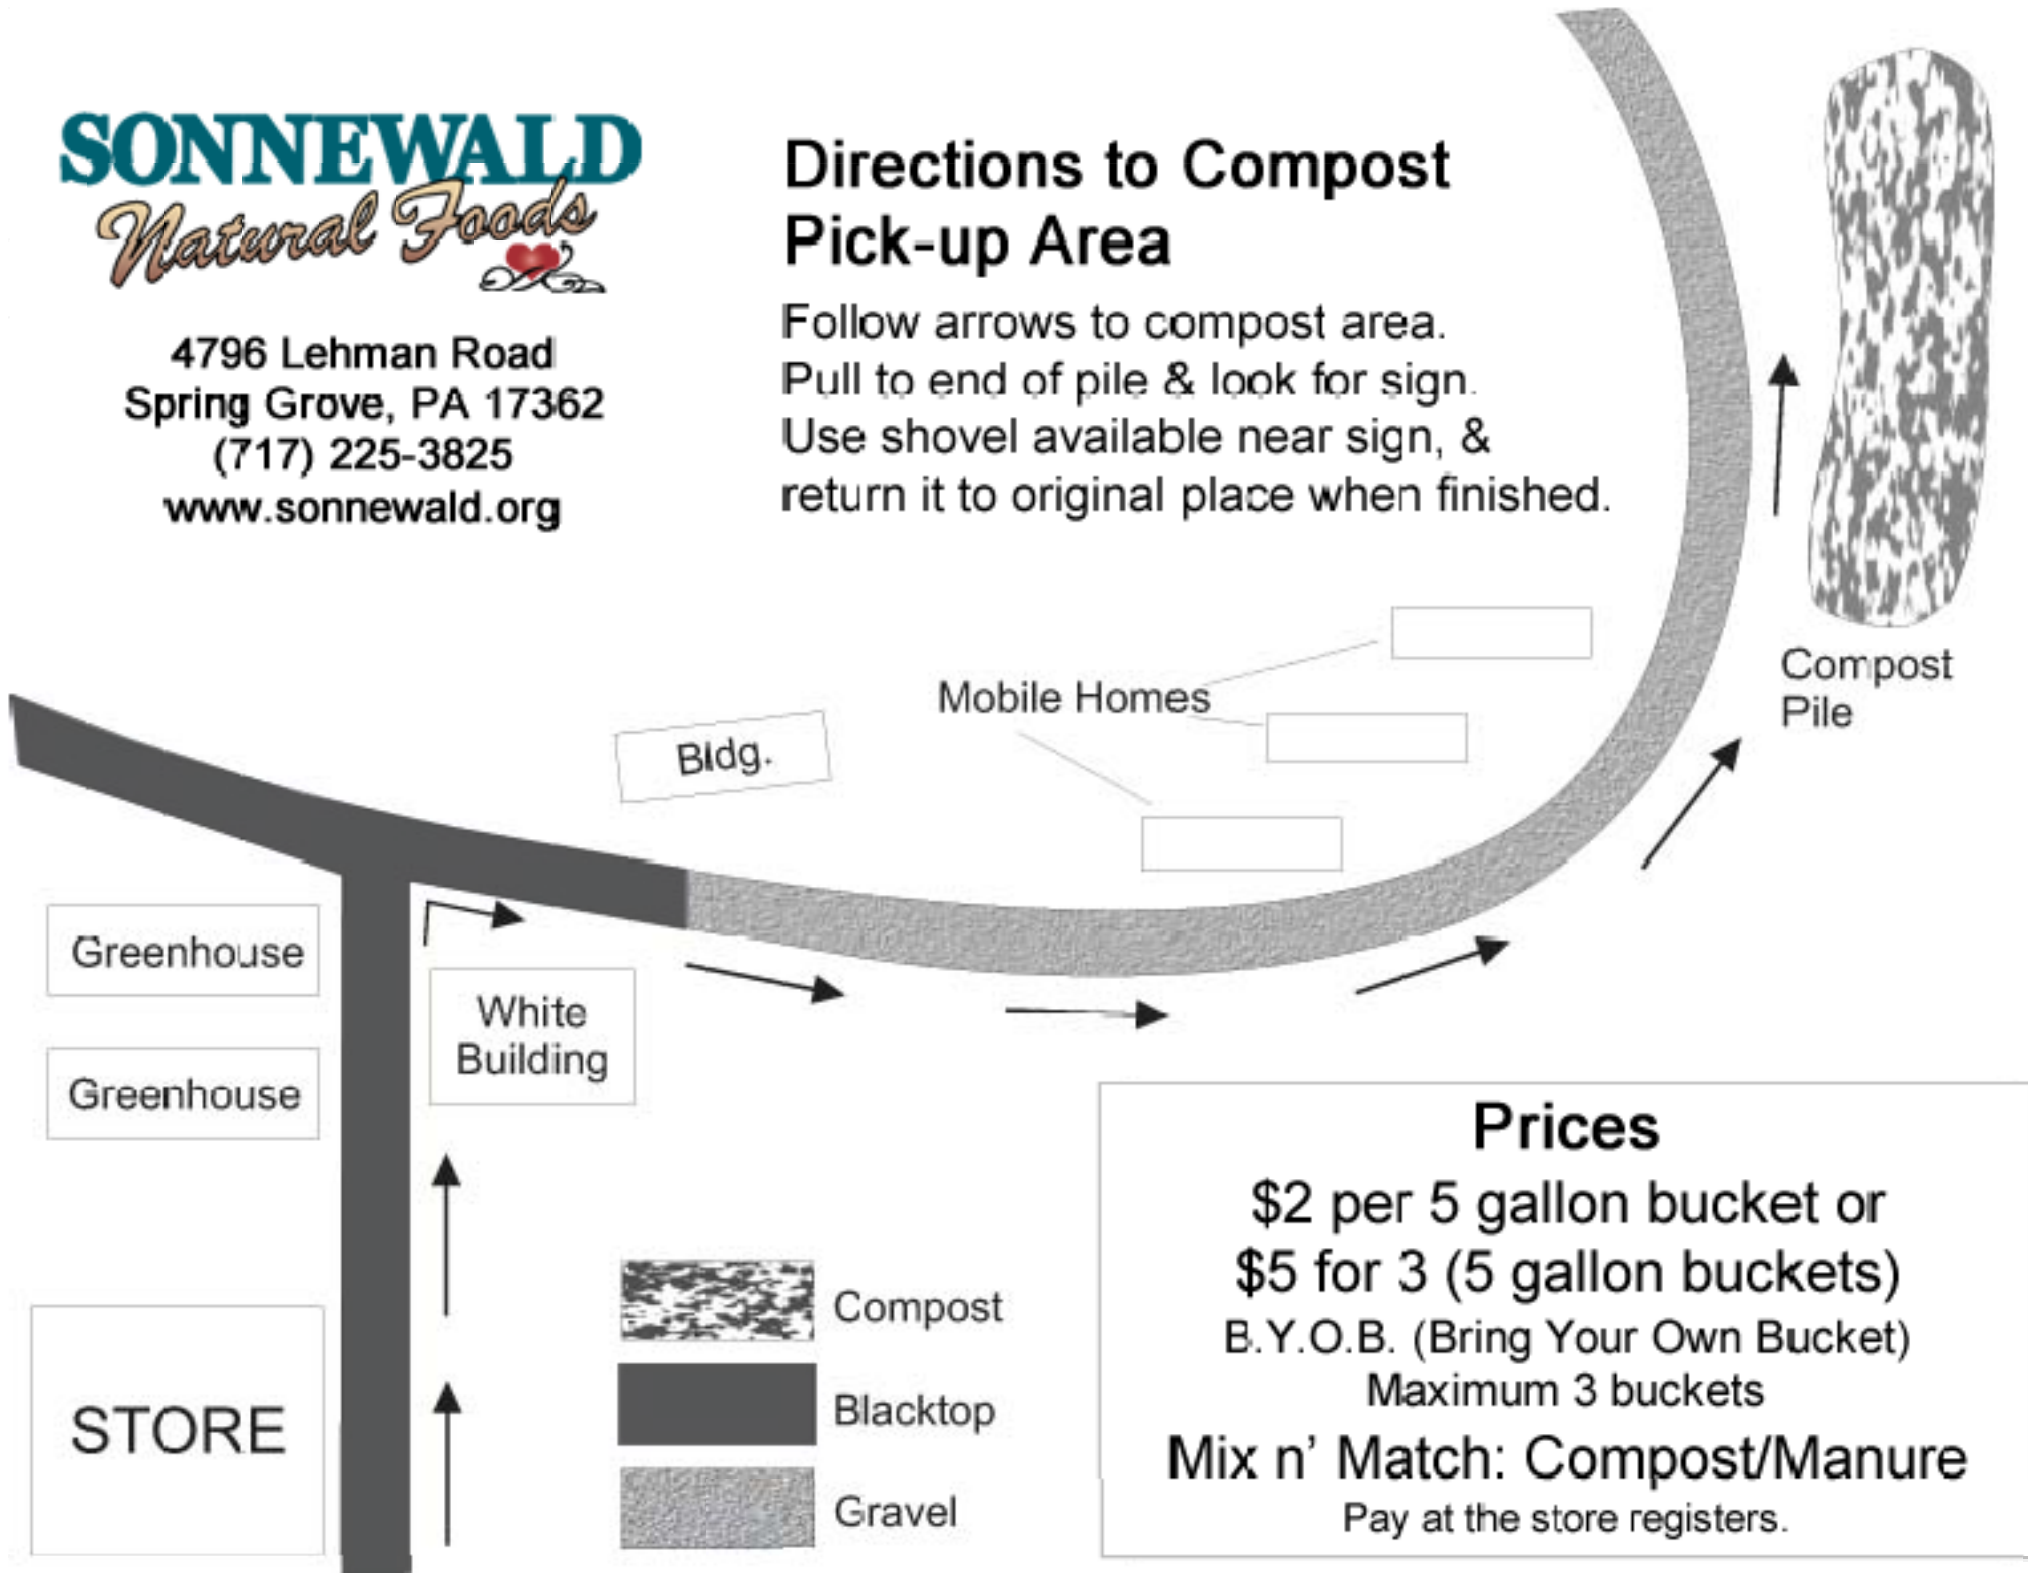 SONNEWALD
Natural Foods
4796 Lehman Road
Spring Grove, PA 17362
(717) 225-3825
www.sonnewald.org
Directions to Compost
Pick-up Area
Follow arrows to compost area.
Pull to end of pile & look for sign.
Use shovel available near sign, &
return it to original place when finished.
Compost
Pile
Mobile Homes
Bldg.
Greenhouse
White
Building
Greenhouse
STORE
Compost
Blacktop
Gravel
Prices
$2 per 5 gallon bucket or
$5 for 3 (5 gallon buckets)
B.Y.O.B. (Bring Your Own Bucket)
Maximum 3 buckets
Mix n’ Match: Compost/Manure
Pay at the store registers.